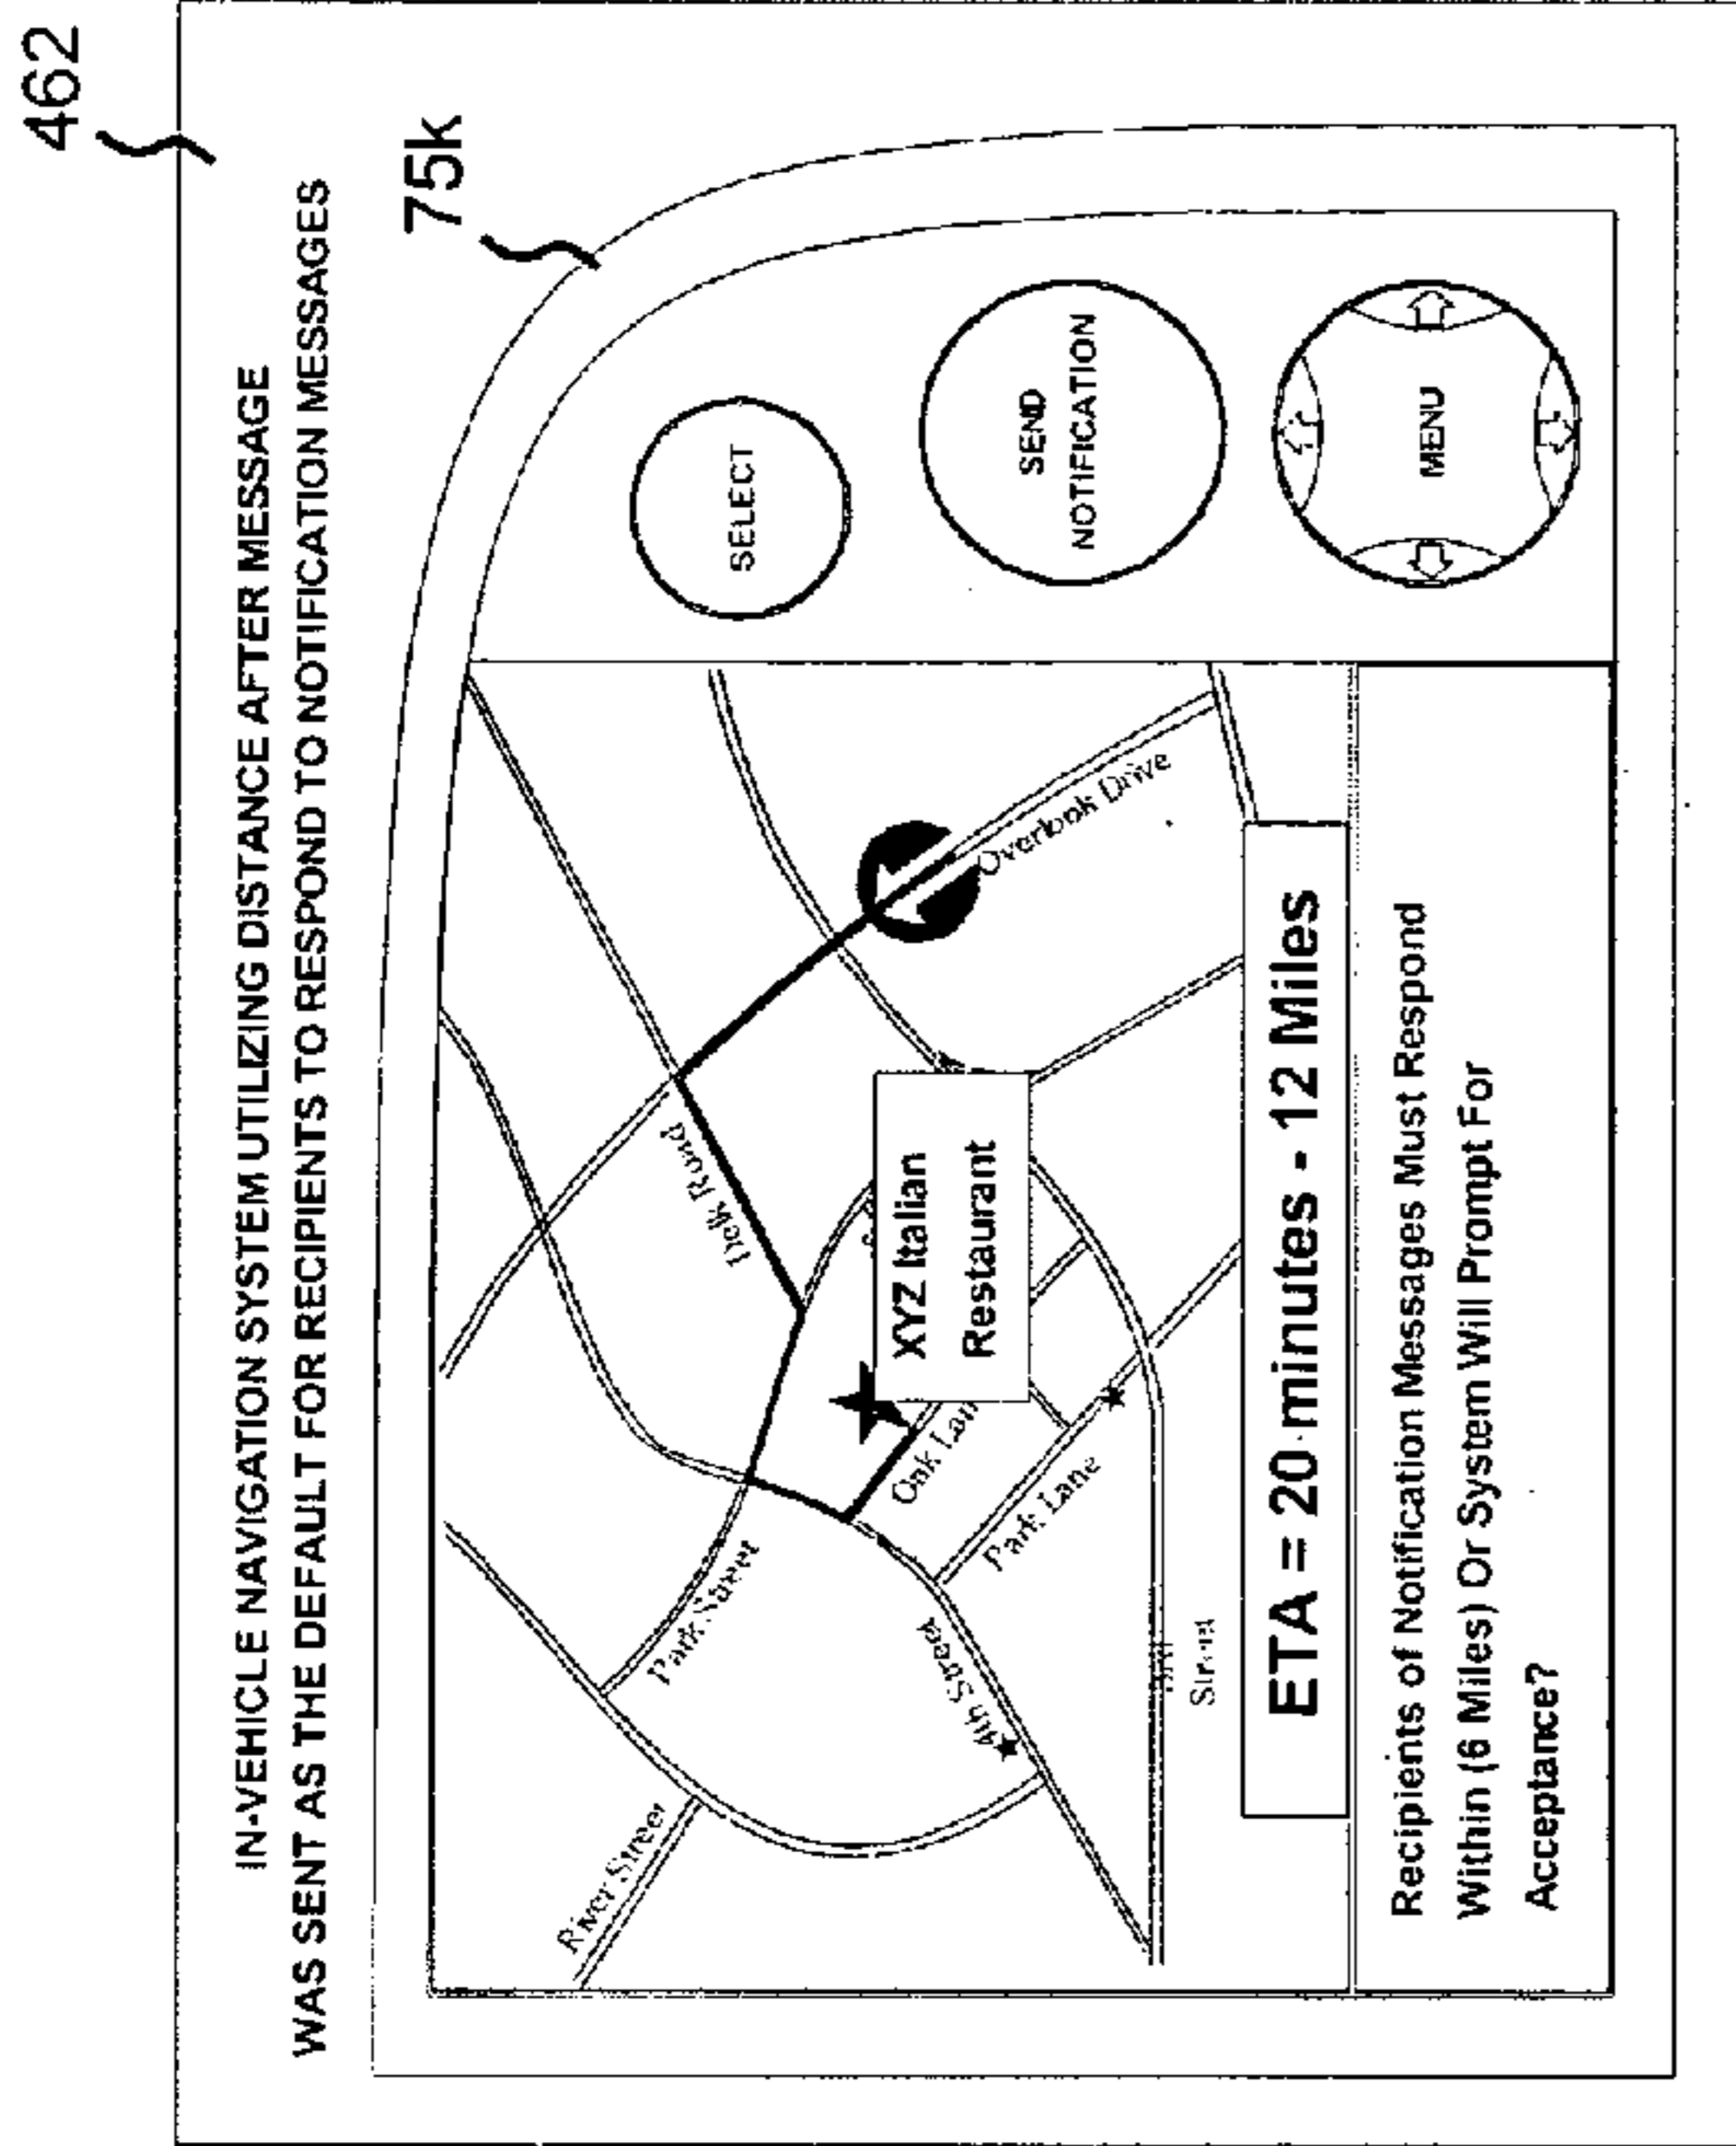 462
IN-VEHICLE NAVIGATION SYSTEM UTILIZING DISTANCE AFTER MESSAGE
WAS SENT AS THE DEFAULT FOR RECIPIENTS TO RESPOND TO NOTIFICATION MESSAGES
75k
River Street
Park Street
Delk Road
XYZ Italian
Restaurant
Oak Lan
Park Lane
4th Street
Overlook Drive
Street
ETA = 20 minutes - 12 Miles
Recipients of Notification Messages Must Respond
Within (6 Miles) Or System Will Prompt For
Acceptance?
SELECT
SEND
NOTIFICATION
MENU